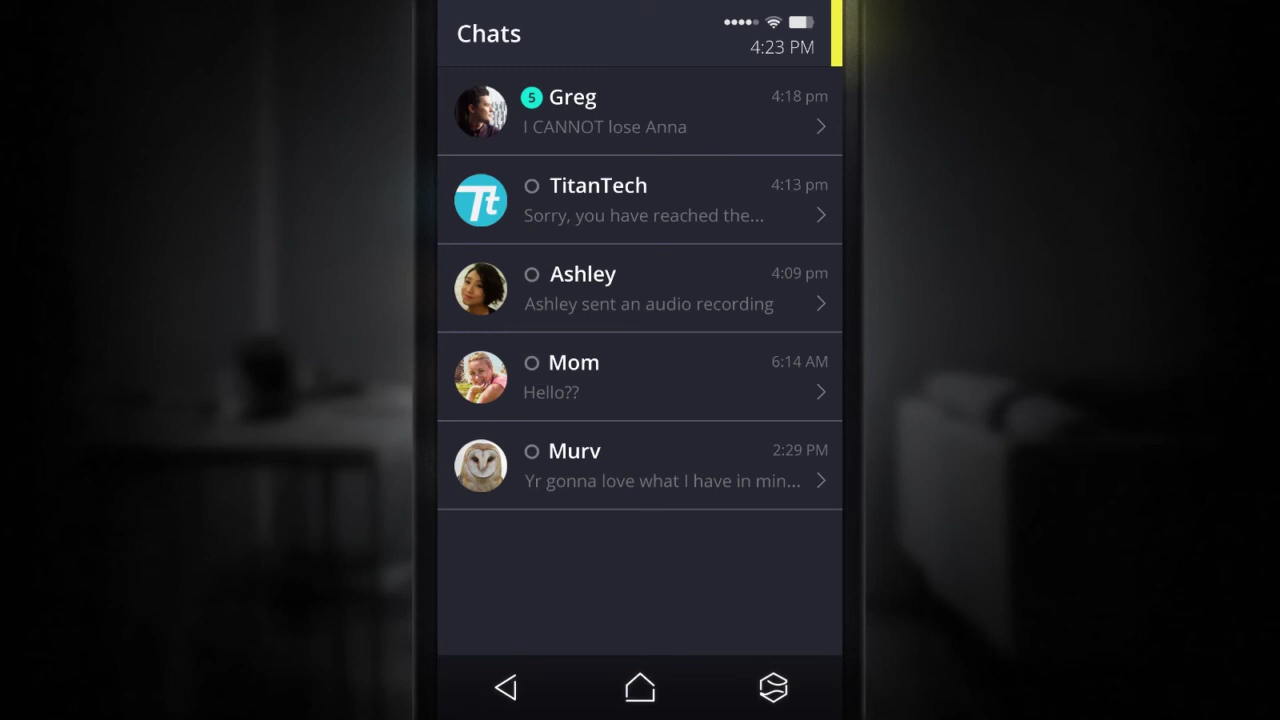 Chats
4:23 PM
5 Greg 4:18 pm
I CANNOT lose Anna
Tt
TitanTech 4:13 pm
Sorry, you have reached the...
Ashley 4:09 pm
Ashley sent an audio recording
Mom 6:14 AM
Hello??
Murv 2:29 PM
Yr gonna love what I have in min...